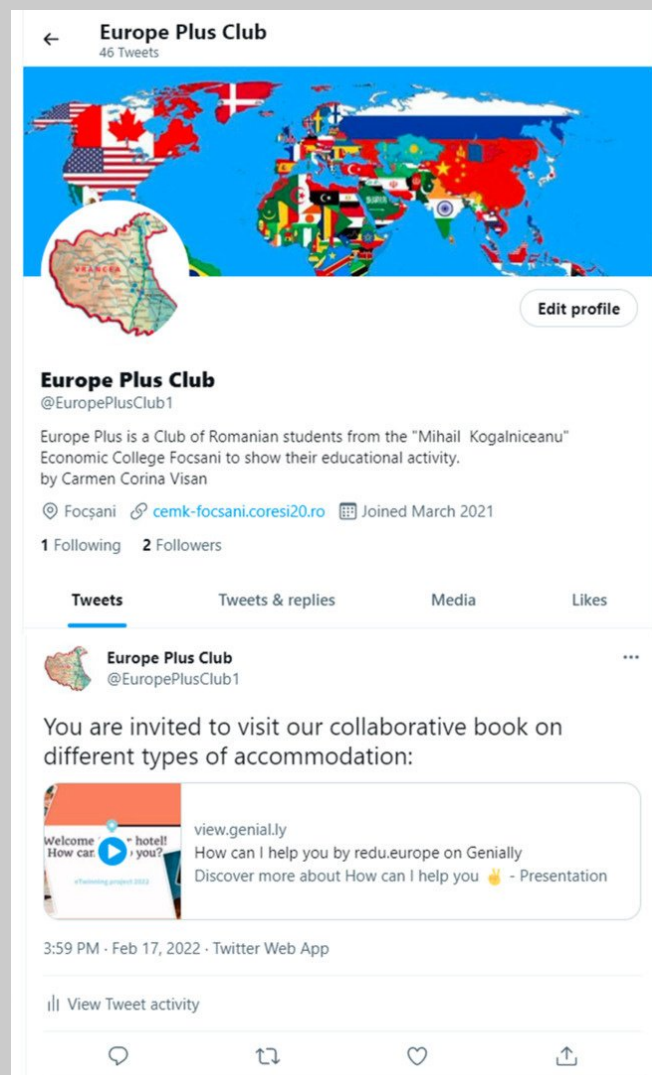 Europe Plus Club
46 Tweets
VRANCEA
Edit profile
Europe Plus Club
@EuropePlusClub1
Europe Plus is a Club of Romanian students from the "Mihail Kogalniceanu"
Economic College Focsani to show their educational activity.
by Carmen Corina Visan
Focșani cemk-focsani.coresi20.ro Joined March 2021
1 Following 2 Followers
Tweets Tweets & replies Media Likes
Europe Plus Club
@EuropePlusClub1
You are invited to visit our collaborative book on
different types of accommodation:
Welcome hotel!
How you?
eTwinning project 2022
view.genial.ly
How can I help you by redu.europe on Genially
Discover more about How can I help you ✌ - Presentation
3:59 PM · Feb 17, 2022 · Twitter Web App
View Tweet activity